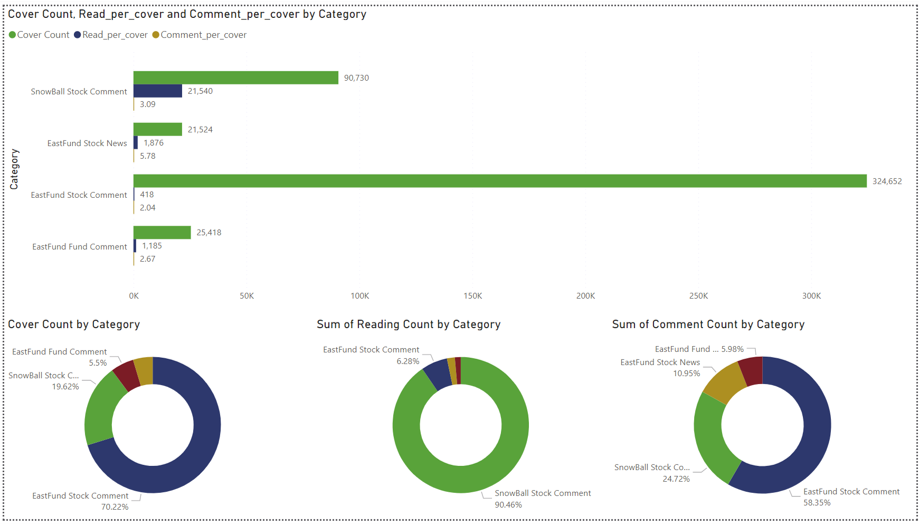 Cover Count, Read_per_cover and Comment_per_cover by Category
Cover Count Read_per_cover Comment_per_cover
Category
SnowBall Stock Comment
90,730
21,540
3.09
EastFund Stock News
21,524
1,876
5.78
EastFund Stock Comment
324,652
418
2.04
EastFund Fund Comment
25,418
1,185
2.67
0K 50K 100K 150K 200K 250K 300K
Cover Count by Category
EastFund Fund Comment
5.5%
SnowBall Stock C...
19.62%
EastFund Stock Comment
70.22%
Sum of Reading Count by Category
EastFund Stock Comment
6.28%
SnowBall Stock Comment
90.46%
Sum of Comment Count by Category
EastFund Fund ... 5.98%
EastFund Stock News
10.95%
SnowBall Stock Co...
24.72%
EastFund Stock Comment
58.35%